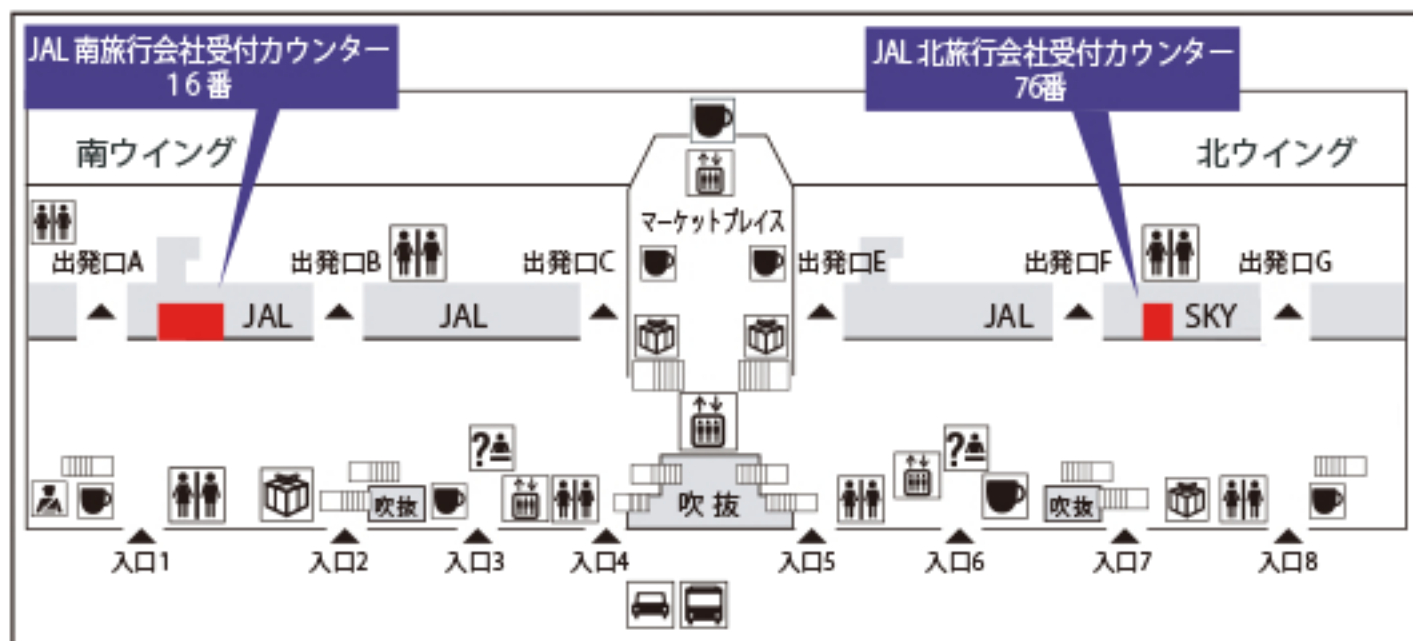 JAL 南旅行会社受付カウンター
16番
JAL 北旅行会社受付カウンター
76番
南ウイング
北ウイング
マーケットプレイス
出発口A
出発口B
出発口C
出発口E
出発口F
出発口G
JAL
JAL
JAL
SKY
?
?
吹抜
吹抜
吹抜
入口1
入口2
入口3
入口4
入口5
入口6
入口7
入口8